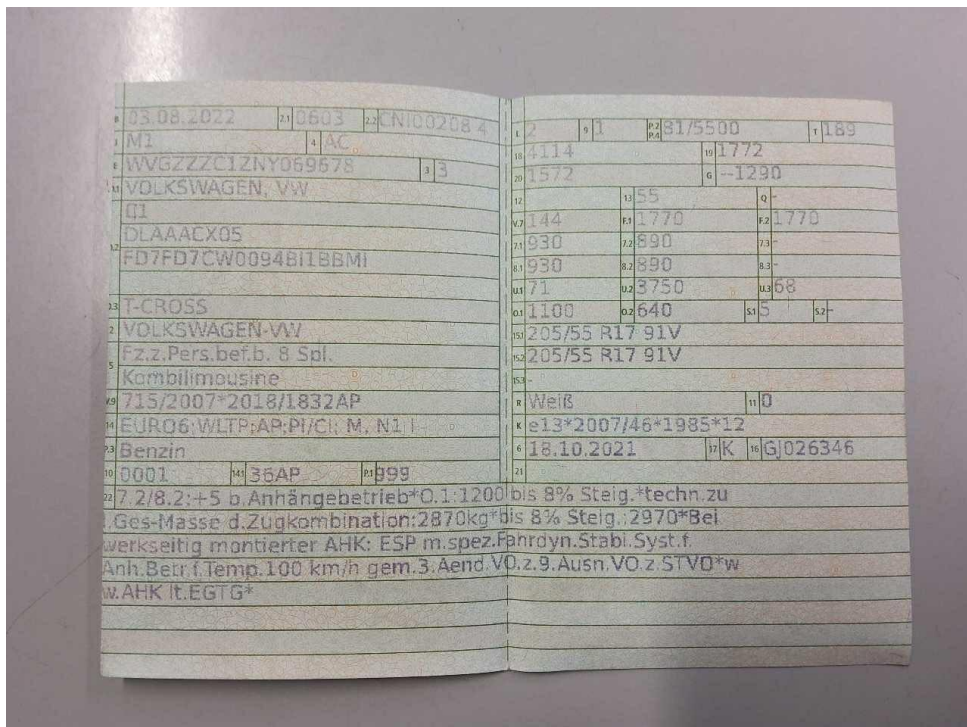 B 03.08.2022 2.1 0603 2.2 CNI00208 4
J M1 4 AC
E WVGZZZC1ZNY069678 3 3
D.1 VOLKSWAGEN, VW
C1
D.2 DLAAACX05
FD7FD7CW0094BI1BBMI
D.3 T-CROSS
2 VOLKSWAGEN-VW
5 Fz.z.Pers.bef.b. 8 Spl.
Kombilimousine
V.9 715/2007*2018/1832AP
14 EURO6;WLTP;AP;PI/CI; M, N1 I
P.3 Benzin
10 0001 14.1 36AP P.1 999
L 2 9 1 P.2 P.4 81/5500 T 189
18 4114 19 1772
20 1572 G --1290
12 13 55 Q -
V.7 144 F.1 1770 F.2 1770
7.1 930 7.2 890 7.3 -
8.1 930 8.2 890 8.3 -
U.1 71 U.2 3750 U.3 68
O.1 1100 O.2 640 S.1 5 S.2 -
15.1 205/55 R17 91V
15.2 205/55 R17 91V
15.3 -
R Weiß 11 0
K e13*2007/46*1985*12
6 18.10.2021 17 K 16 GJ026346
21
22 7.2/8.2:+5 b.Anhängebetrieb*O.1:1200 bis 8% Steig.*techn.zu
l.Ges-Masse d.Zugkombination:2870kg*bis 8% Steig.:2970*Bei
werkseitig montierter AHK: ESP m.spez.Fahrdyn.Stabi.Syst.f.
Anh.Betr.f.Temp.100 km/h gem.3.Aend.VO.z.9.Ausn.VO.z.STVO*w
w.AHK lt.EGTG*